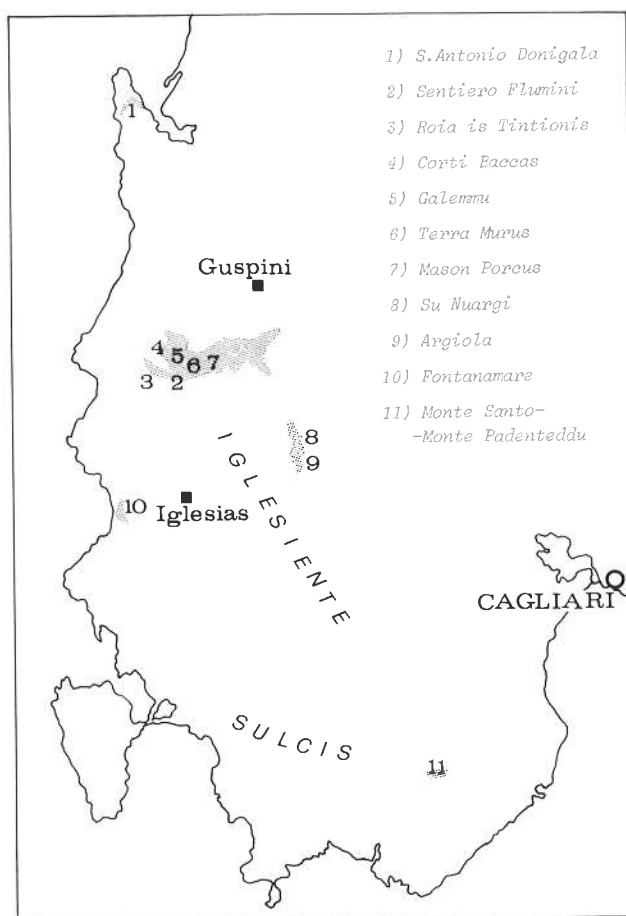 1) S.Antonio Donigala
2) Sentiero Flumini
3) Roia is Tintionis
4) Corti Baccas
5) Galemmu
6) Terra Murus
7) Mason Porcus
8) Su Nuargi
9) Argiola
10) Fontanamare
11) Monte Santo-
-Monte Padenteddu
1
Guspini
4
5
6
7
3
2
8
9
IGLESIENTE
10
Iglesias
CAGLIARI
SULCIS
11